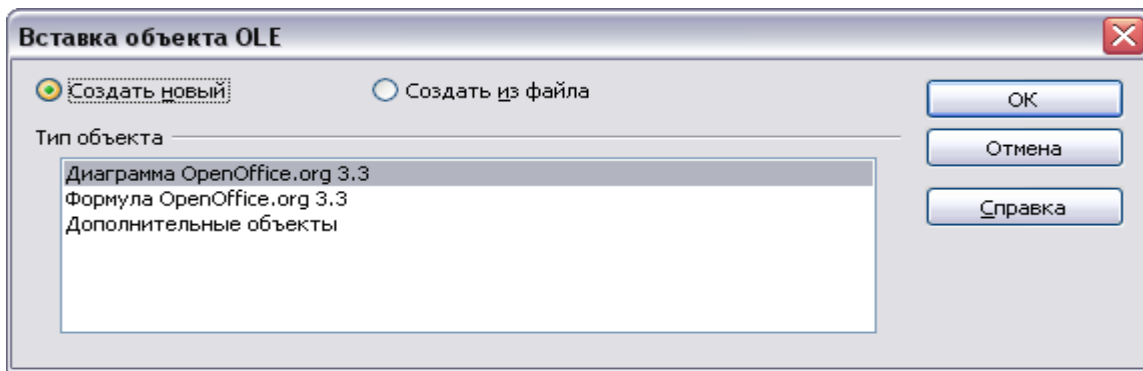 Вставка объекта OLE
Создать новый Создать из файла
ОК
Тип объекта
Отмена
Диаграмма OpenOffice.org 3.3
Формула OpenOffice.org 3.3
Справка
Дополнительные объекты